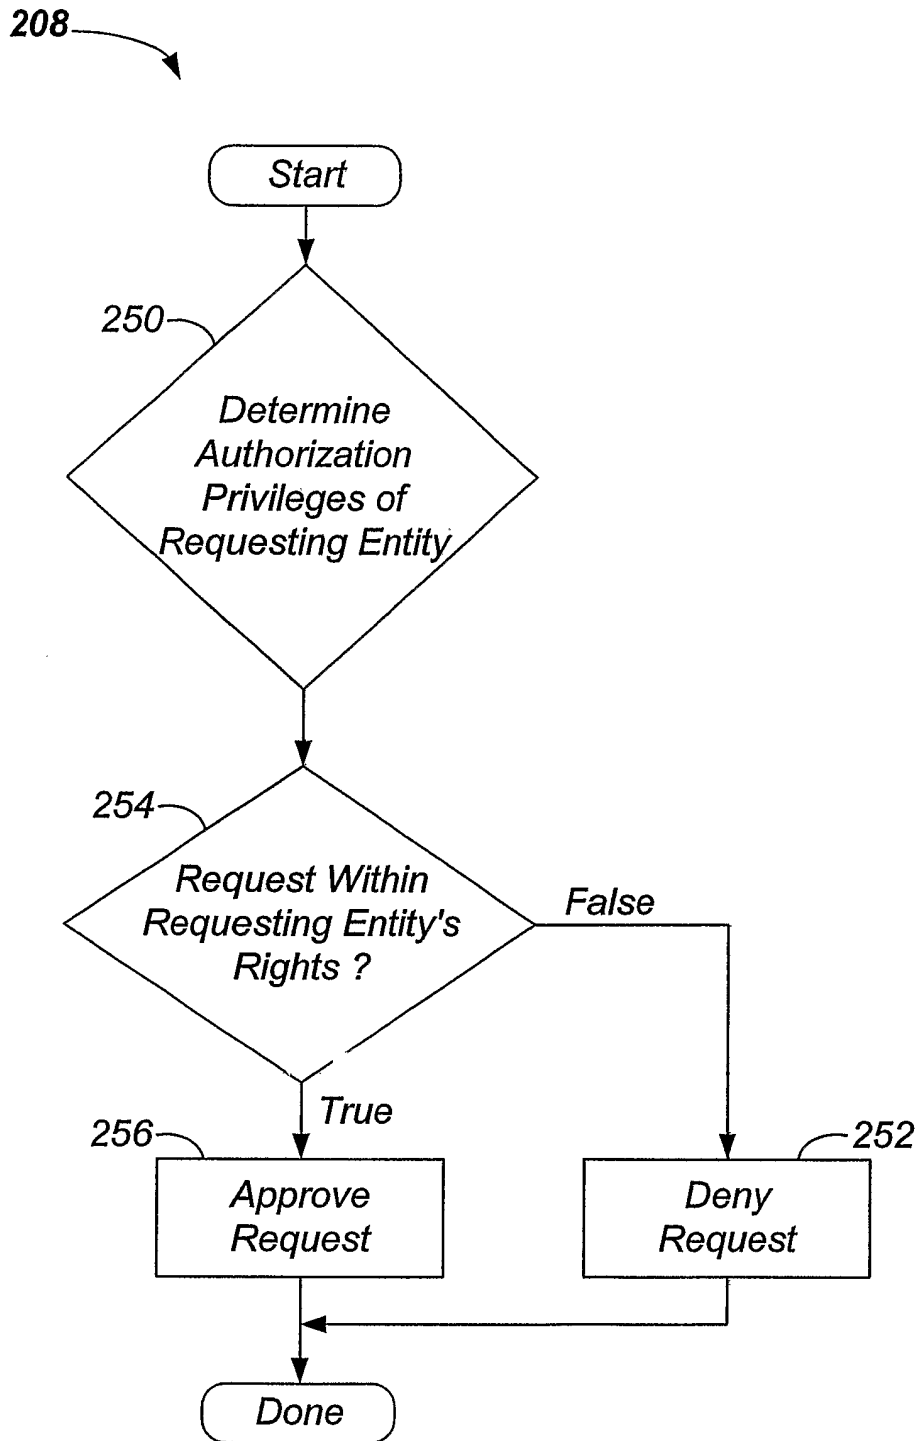 208
Start
250
Determine
Authorization
Privileges of
Requesting Entity
254
Request Within
Requesting Entity's
Rights ?
False
True
256
Approve
Request
252
Deny
Request
Done